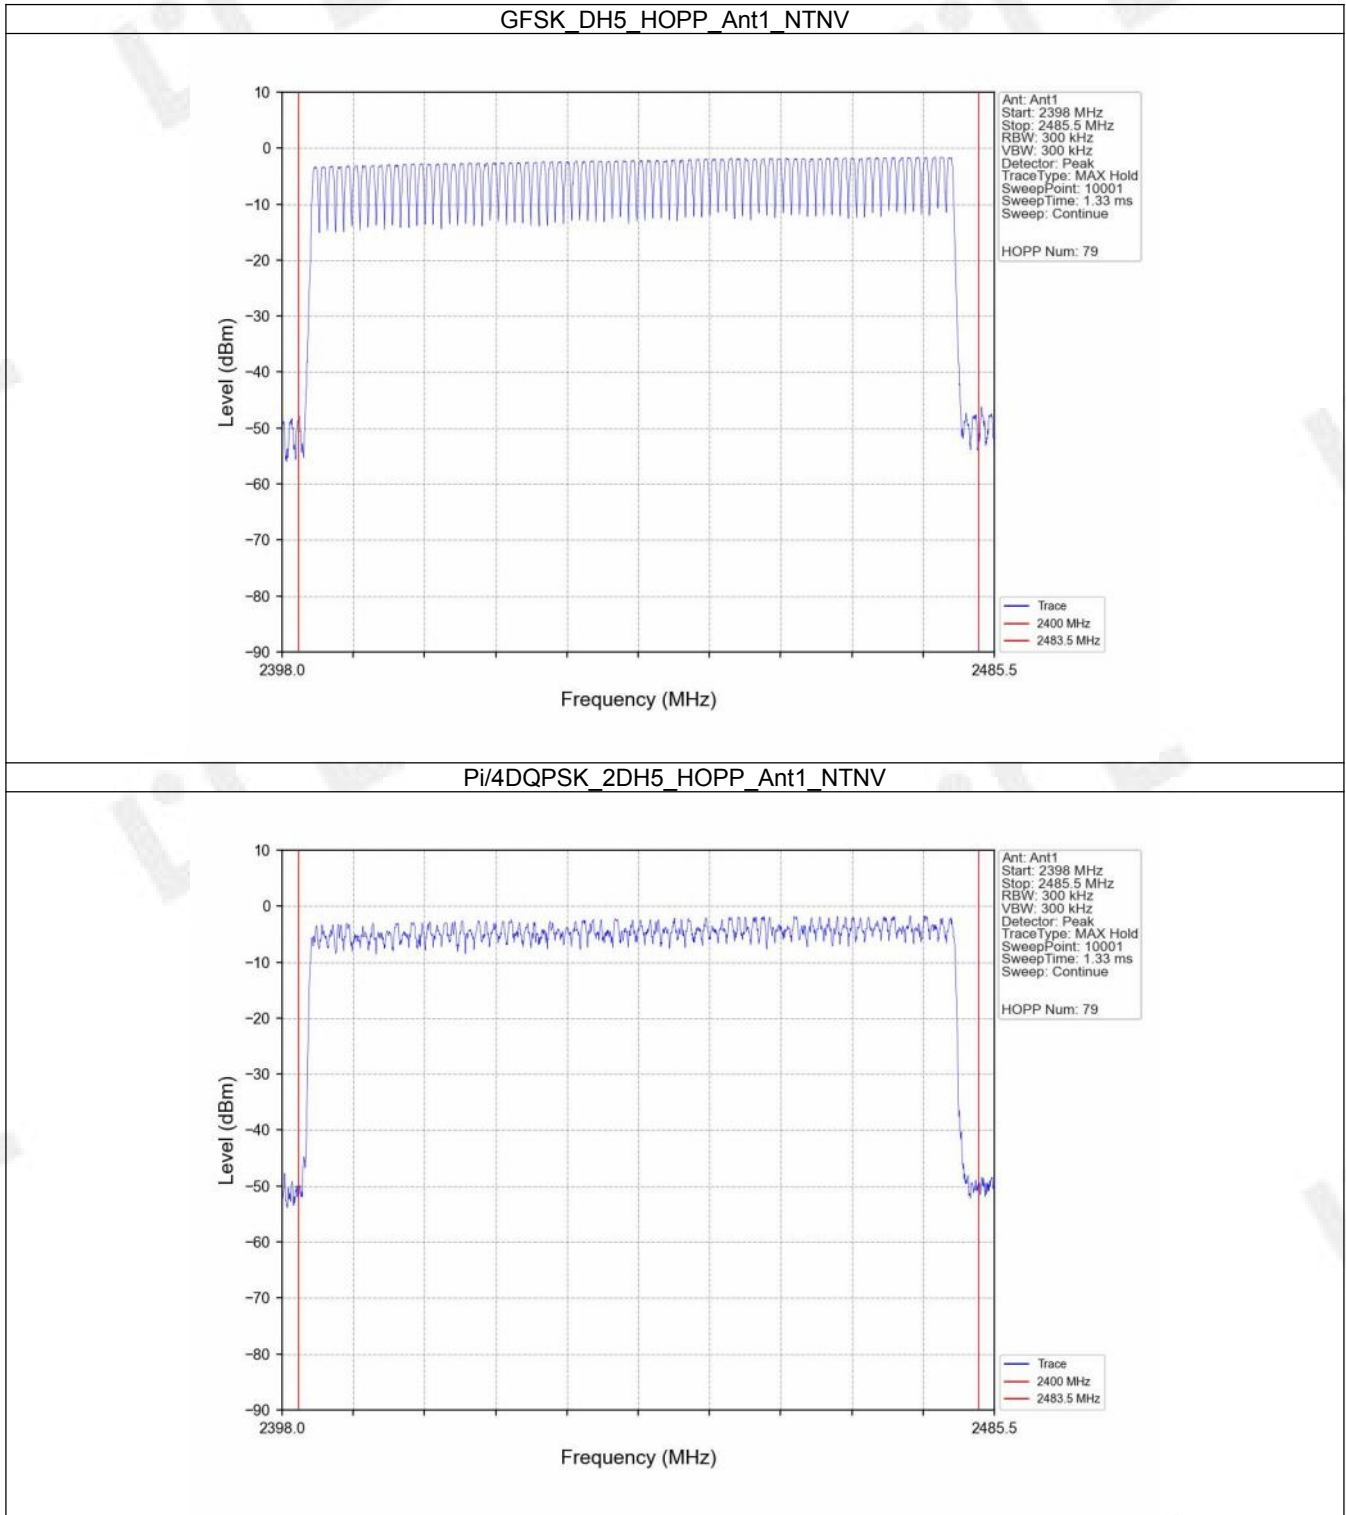 GFSK_DH5_HOPP_Ant1_NTNV
10
0
−10
−20
−30
−40
−50
−60
−70
−80
−90
Level (dBm)
2398.0
2485.5
Frequency (MHz)
Ant: Ant1
Start: 2398 MHz
Stop: 2485.5 MHz
RBW: 300 kHz
VBW: 300 kHz
Detector: Peak
TraceType: MAX Hold
SweepPoint: 10001
SweepTime: 1.33 ms
Sweep: Continue
HOPP Num: 79
Trace
2400 MHz
2483.5 MHz
Pi/4DQPSK_2DH5_HOPP_Ant1_NTNV
10
0
−10
−20
−30
−40
−50
−60
−70
−80
−90
Level (dBm)
2398.0
2485.5
Frequency (MHz)
Ant: Ant1
Start: 2398 MHz
Stop: 2485.5 MHz
RBW: 300 kHz
VBW: 300 kHz
Detector: Peak
TraceType: MAX Hold
SweepPoint: 10001
SweepTime: 1.33 ms
Sweep: Continue
HOPP Num: 79
Trace
2400 MHz
2483.5 MHz